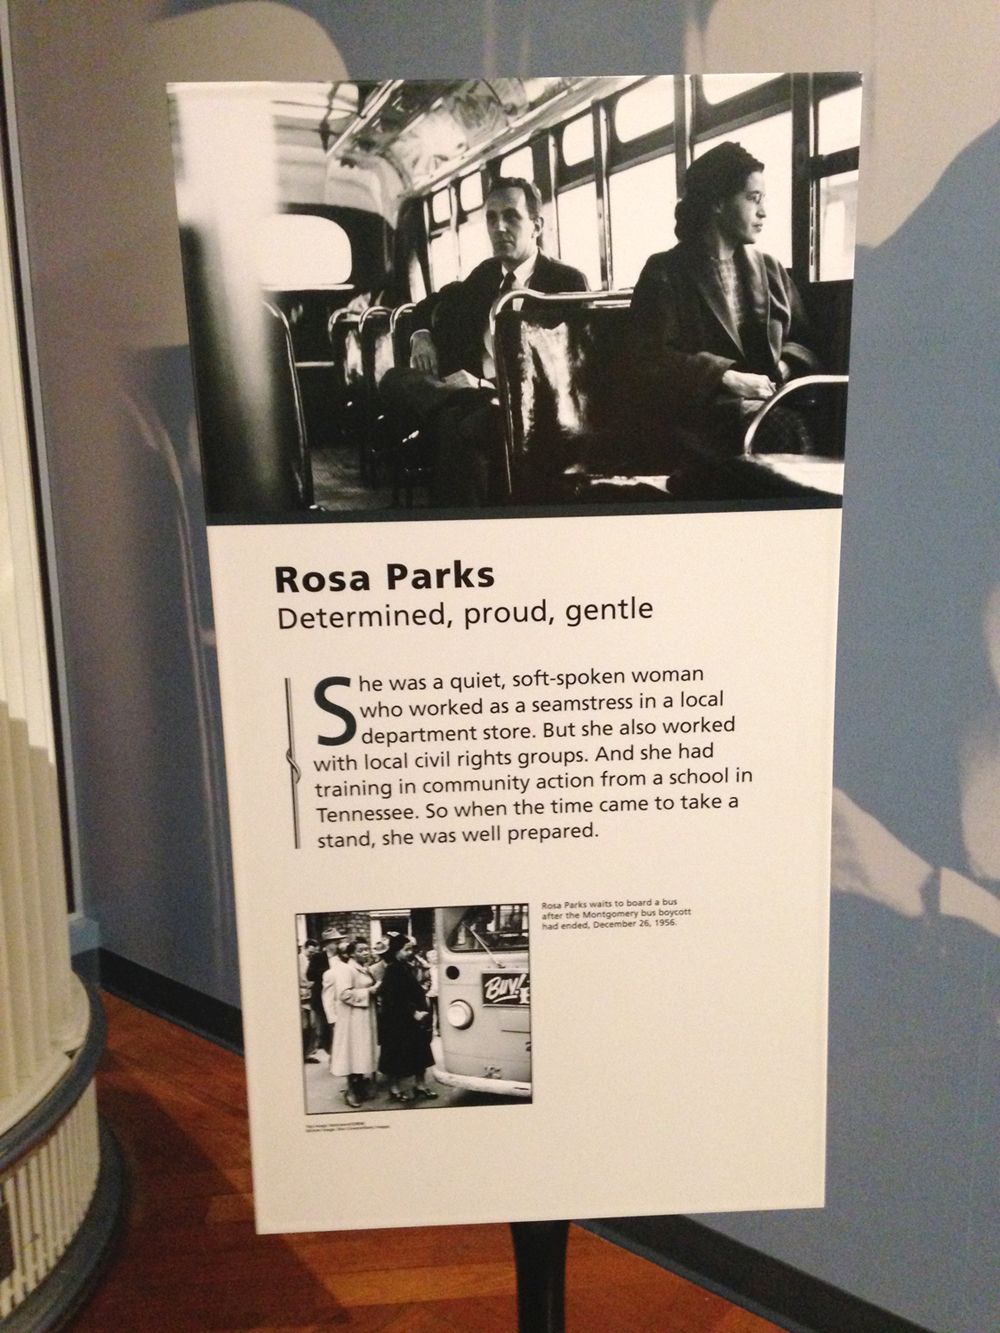 Rosa Parks
Determined, proud, gentle
She was a quiet, soft-spoken woman
who worked as a seamstress in a local
department store. But she also worked
with local civil rights groups. And she had
training in community action from a school in
Tennessee. So when the time came to take a
stand, she was well prepared.
Rosa Parks waits to board a bus
after the Montgomery bus boycott
had ended, December 26, 1956.
BUY!